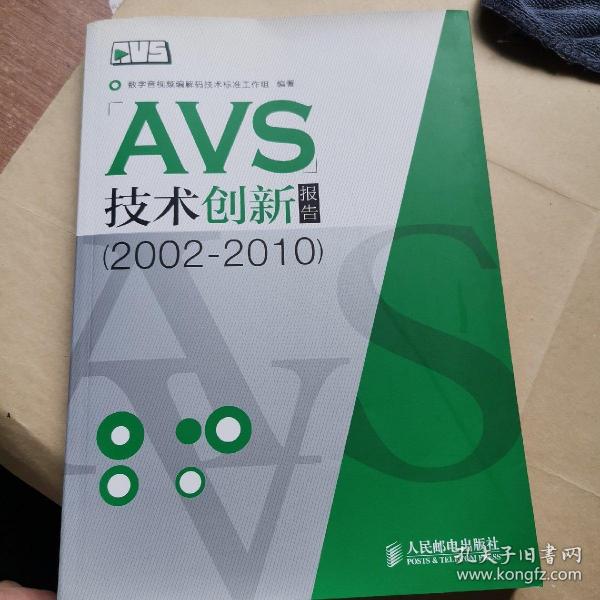 AVS
数字音视频编解码技术标准工作组 编著
「AVS」
技术创新报告
(2002-2010)
AVS
人民邮电出版社
POSTS & TELECOM PRESS
孔夫子旧书网
www.kongfz.com